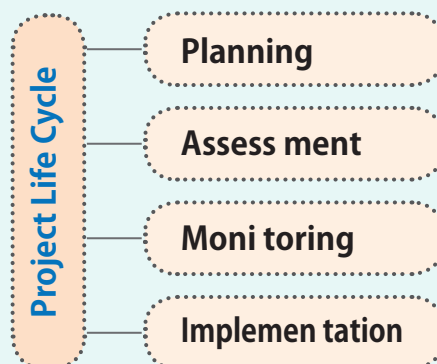 Project Life Cycle
Planning
Assess ment
Moni toring
Implemen tation